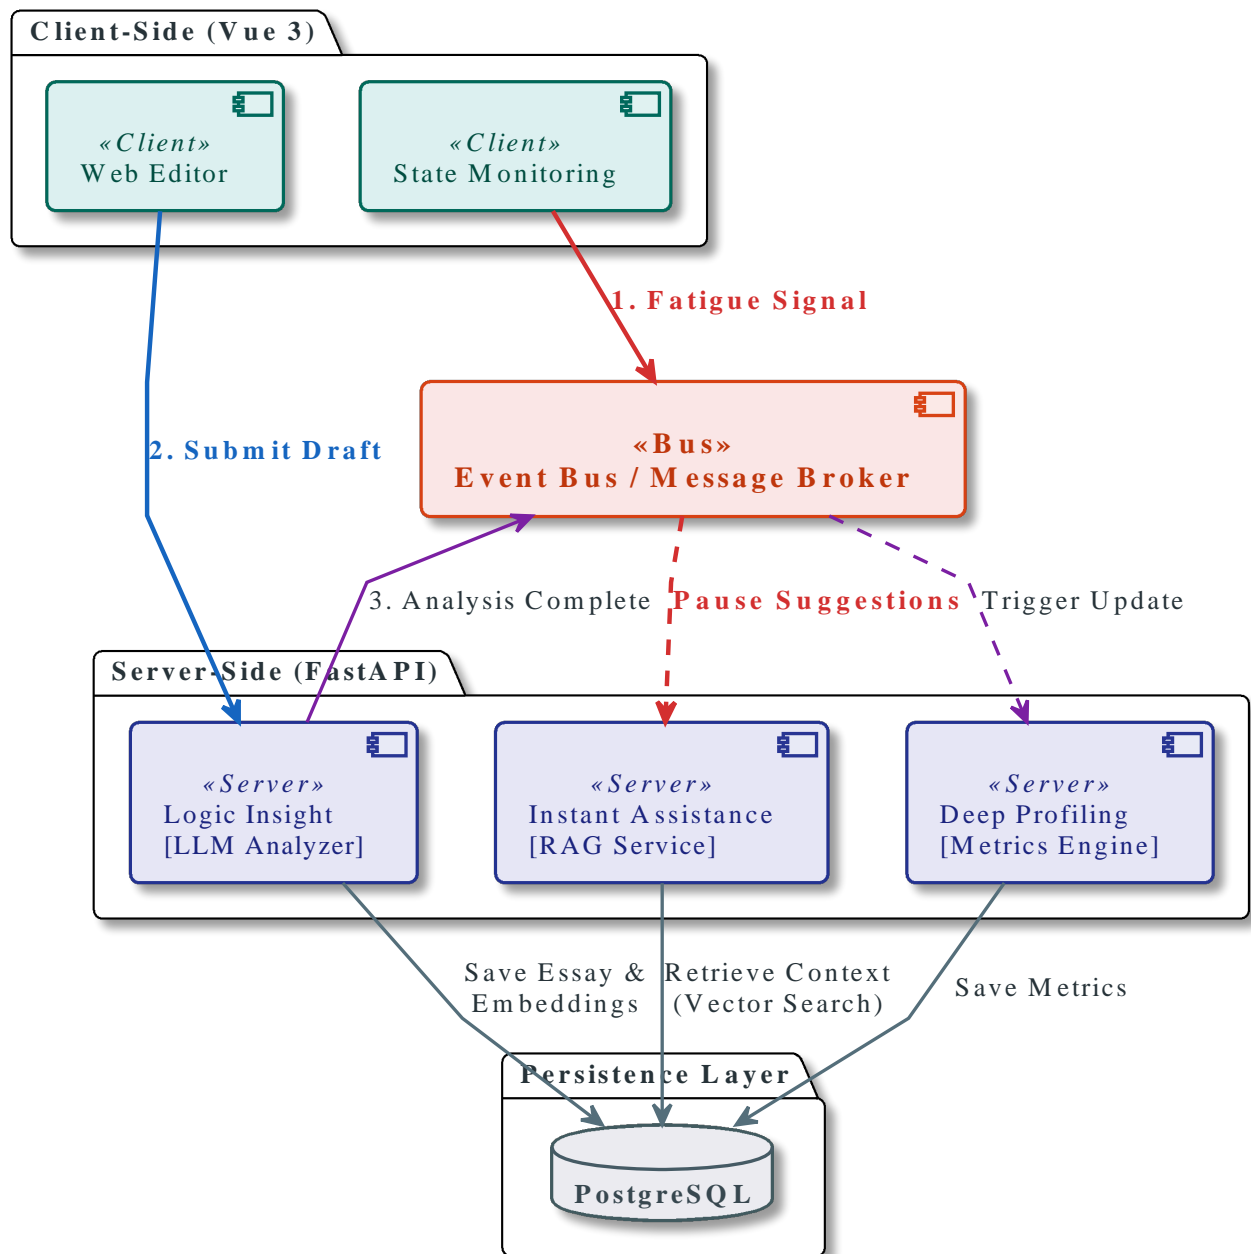 Client-Side (Vue 3)
«Client»
Web Editor
«Client»
State Monitoring
1. Fatigue Signal
2. Submit Draft
«Bus»
Event Bus / Message Broker
3. Analysis Complete
Pause Suggestions
Trigger Update
Server-Side (FastAPI)
«Server»
Logic Insight
[LLM Analyzer]
«Server»
Instant Assistance
[RAG Service]
«Server»
Deep Profiling
[Metrics Engine]
Save Essay &
Embeddings
Retrieve Context
(Vector Search)
Save Metrics
Persistence Layer
PostgreSQL